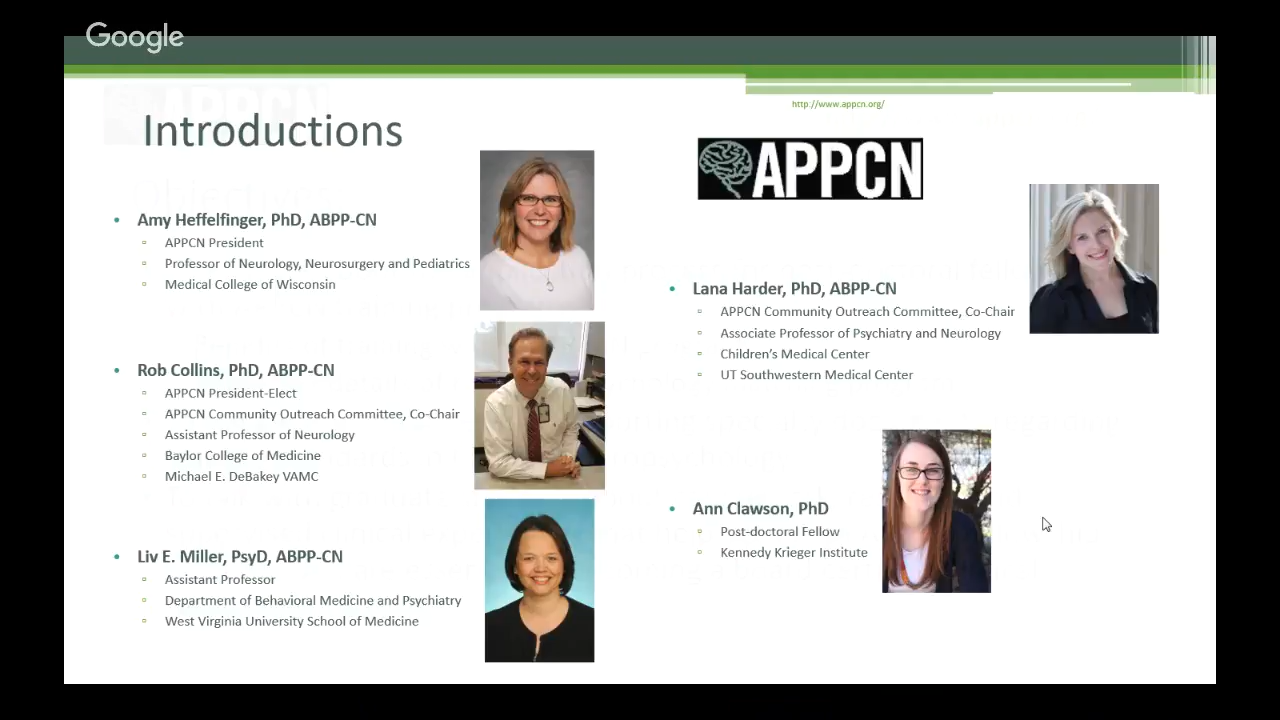 Google
http://www.appcn.org/
Introductions
APPCN
• Amy Heffelfinger, PhD, ABPP-CN
▫ APPCN President
▫ Professor of Neurology, Neurosurgery and Pediatrics
▫ Medical College of Wisconsin
• Rob Collins, PhD, ABPP-CN
▫ APPCN President-Elect
▫ APPCN Community Outreach Committee, Co-Chair
▫ Assistant Professor of Neurology
▫ Baylor College of Medicine
▫ Michael E. DeBakey VAMC
• Liv E. Miller, PsyD, ABPP-CN
▫ Assistant Professor
▫ Department of Behavioral Medicine and Psychiatry
▫ West Virginia University School of Medicine
• Lana Harder, PhD, ABPP-CN
▫ APPCN Community Outreach Committee, Co-Chair
▫ Associate Professor of Psychiatry and Neurology
▫ Children's Medical Center
▫ UT Southwestern Medical Center
• Ann Clawson, PhD
▫ Post-doctoral Fellow
▫ Kennedy Krieger Institute